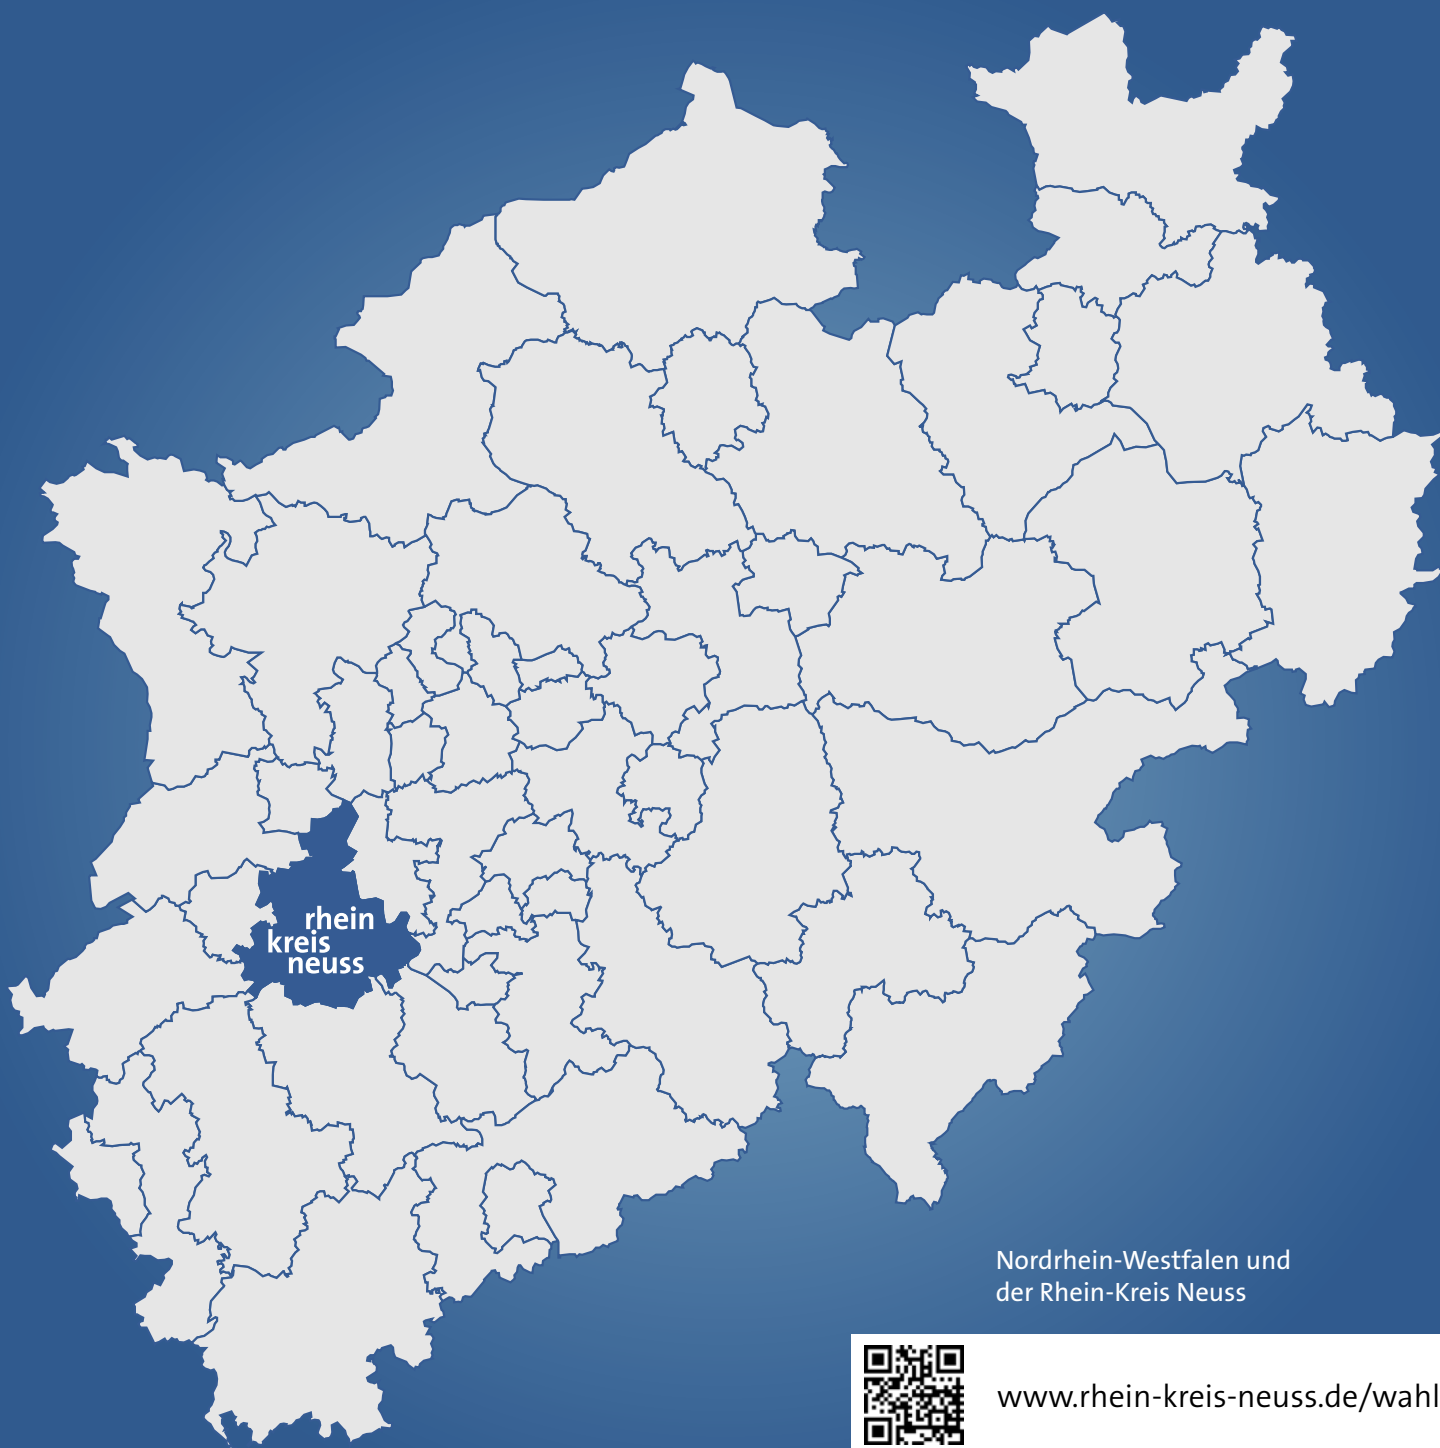 rhein
kreis
neuss
Nordrhein-Westfalen und
der Rhein-Kreis Neuss
www.rhein-kreis-neuss.de/wahl